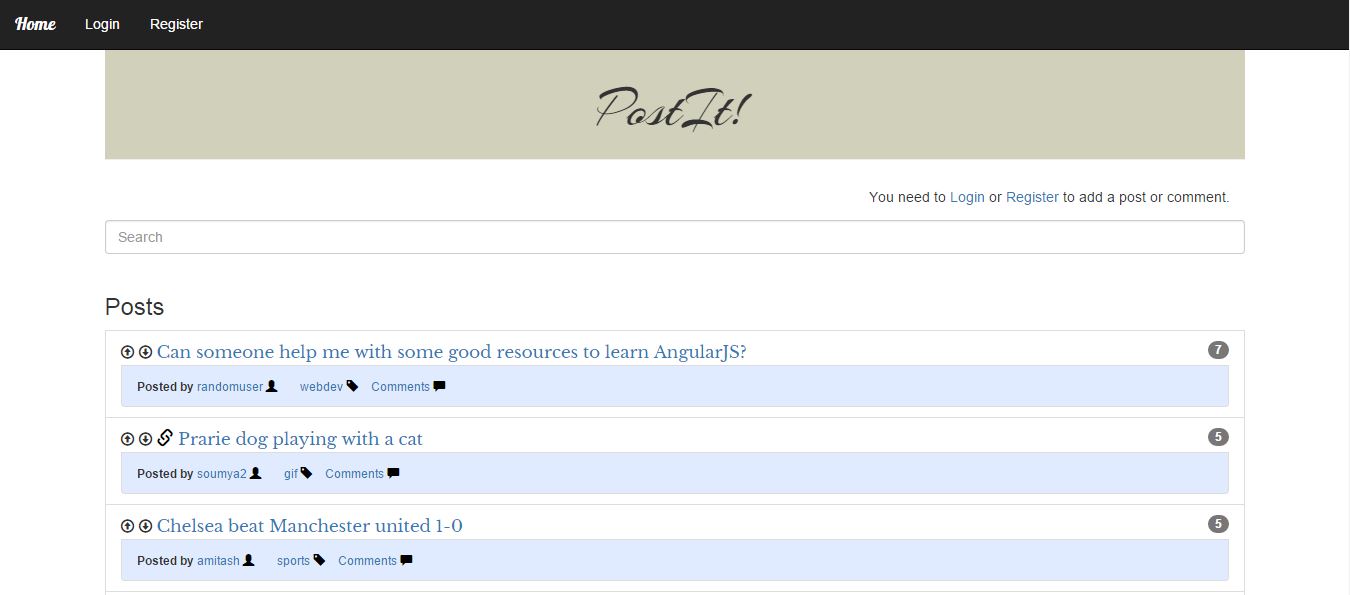 Home Login Register
PostIt!
You need to Login or Register to add a post or comment.
Search
Posts
Can someone help me with some good resources to learn AngularJS? 7
Posted by randomuser webdev Comments
Prarie dog playing with a cat 5
Posted by soumya2 gif Comments
Chelsea beat Manchester united 1-0 5
Posted by amitash sports Comments